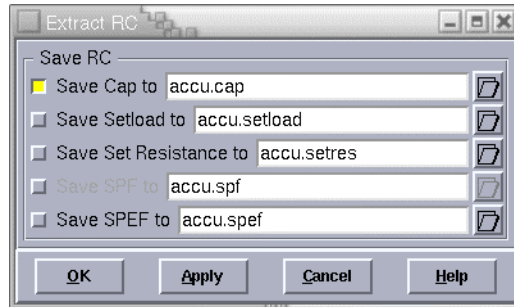 Extract RC
Save RC
Save Cap to accu.cap
Save Setload to accu.setload
Save Set Resistance to accu.setres
Save SPF to accu.spf
Save SPEF to accu.spef
OK Apply Cancel Help